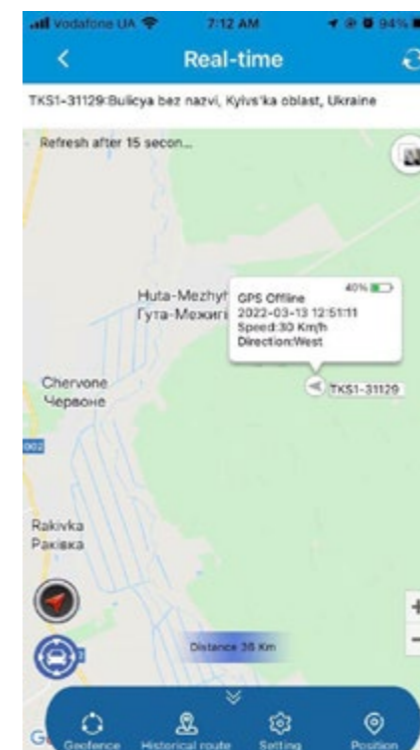 vodafone UA 7:12 AM 94%
Real-time
TKS1-31129:Bulicya bez nazvi, Kyivs'ka oblast, Ukraine
Refresh after 15 secon...
40%
GPS Offline
2022-03-13 12:51:11
Speed:30 Km/h
Direction:West
Huta-Mezhyh
Гута-Межигі
TKS1-31129
Chervone
Червоне
Rakivka
Раківка
+
−
Distance 36 Km
Geofence Historical route Setting Position